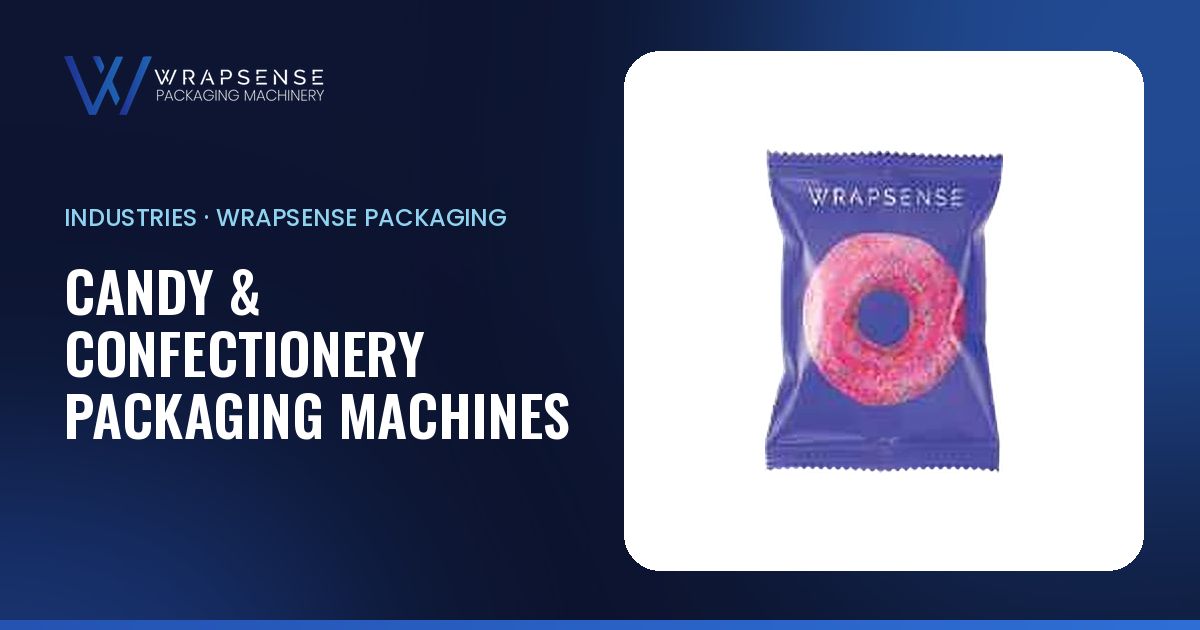 WRAPSENSE
PACKAGING MACHINERY
INDUSTRIES · WRAPSENSE PACKAGING
CANDY &
CONFECTIONERY
PACKAGING MACHINES
WRAPSENSE